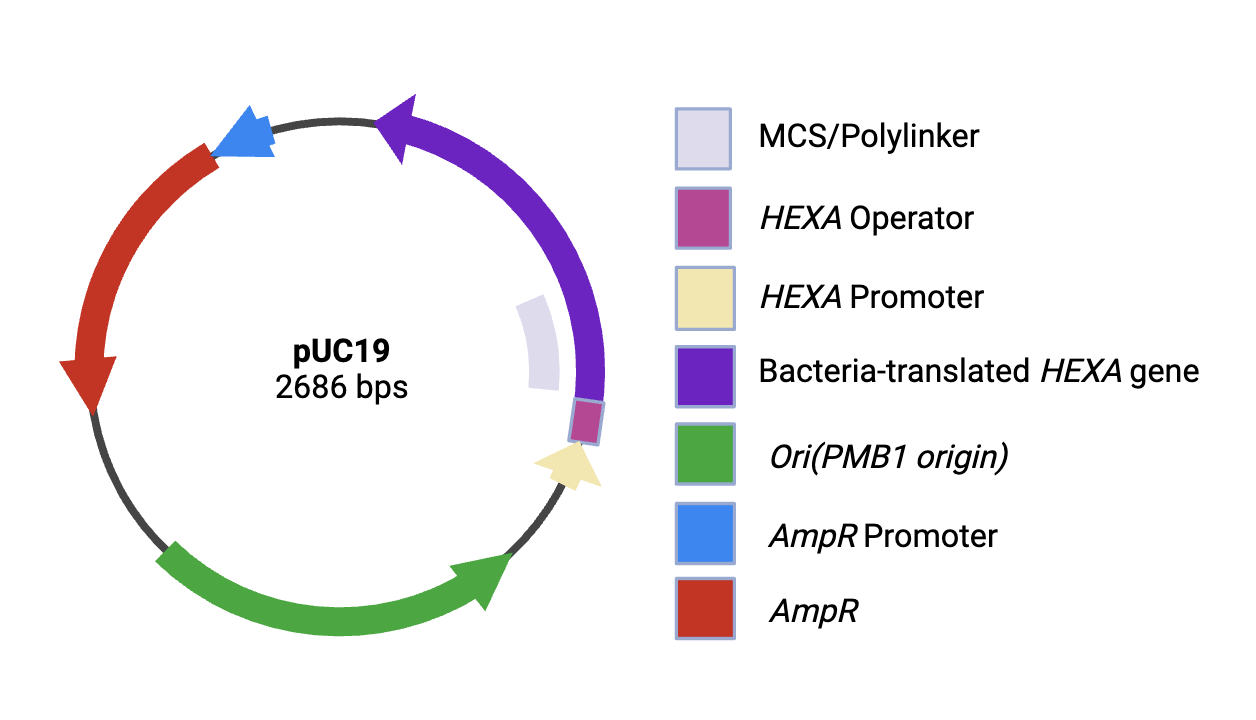 pUC19
2686 bps
MCS/Polylinker
HEXA Operator
HEXA Promoter
Bacteria-translated HEXA gene
Ori(PMB1 origin)
AmpR Promoter
AmpR